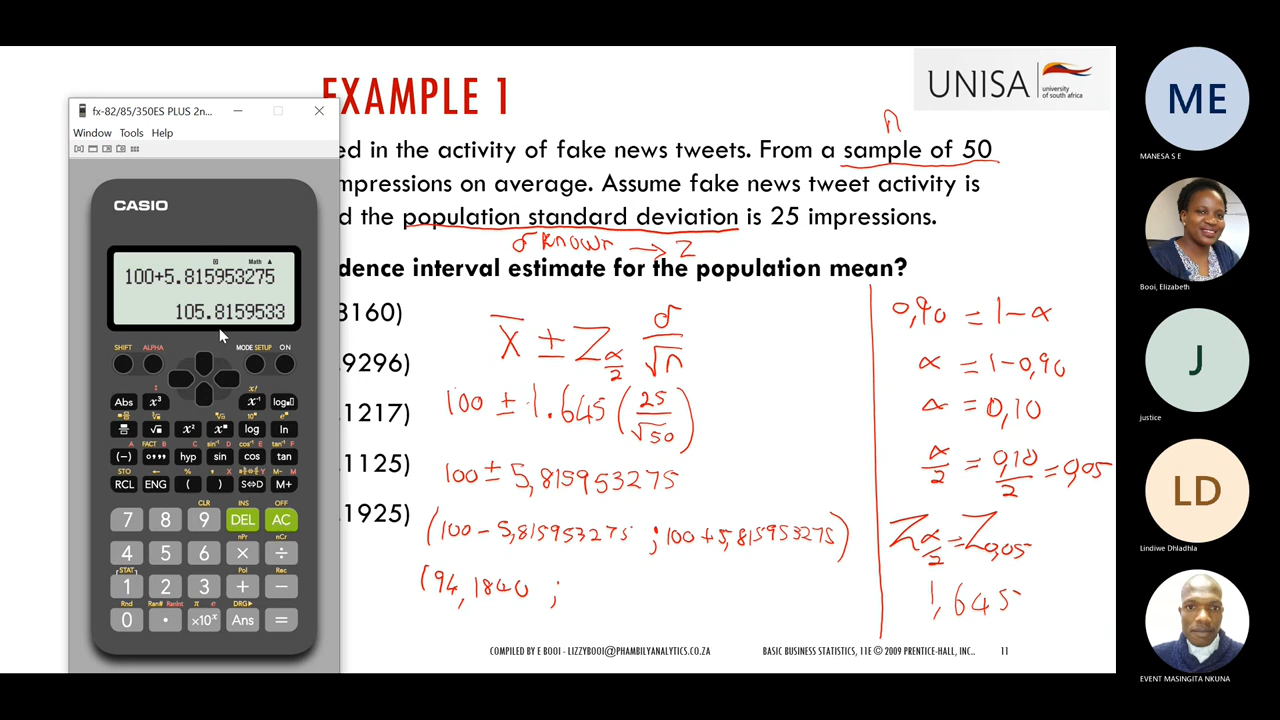 EXAMPLE 1
UNISA
university
of south africa
n
ed in the activity of fake news tweets. From a sample of 50
mpressions on average. Assume fake news tweet activity is
d the population standard deviation is 25 impressions.
σ known → Z
dence interval estimate for the population mean?
8160)
.9296)
.1217)
.1125)
.1925)
X̄ ± Z α/2 σ/√n
100 ± 1.645 (25/√50)
100 ± 5,815953275
(100 - 5,815953275 ; 100 + 5,815953275)
(94,1840 ;
0,90 = 1 - α
α = 1 - 0,90
α = 0,10
α/2 = 0,10/2 = 0,05
Z α/2 = Z 0,05
1,645
COMPILED BY E BOOI - LIZZYBOOI@PHAMBILYANALYTICS.CO.ZA
BASIC BUSINESS STATISTICS, 11E © 2009 PRENTICE-HALL, INC..
11
fx-82/85/350ES PLUS 2n...
Window Tools Help
CASIO
Math
100+5.815953275
105.8159533
SHIFT ALPHA MODE SETUP ON
Abs x³ x⁻¹ log
x! 
√ x² x^ log ln
(-) °,,, hyp sin cos tan
RCL ENG ( ) S⇔D M+
7 8 9 DEL AC
4 5 6 × ÷
1 2 3 + −
0 . ×10ˣ Ans =
ME
MANESA S E
Booi, Elizabeth
J
justice
LD
Lindiwe Dhladhla
EVENT MASINGITA NKUNA